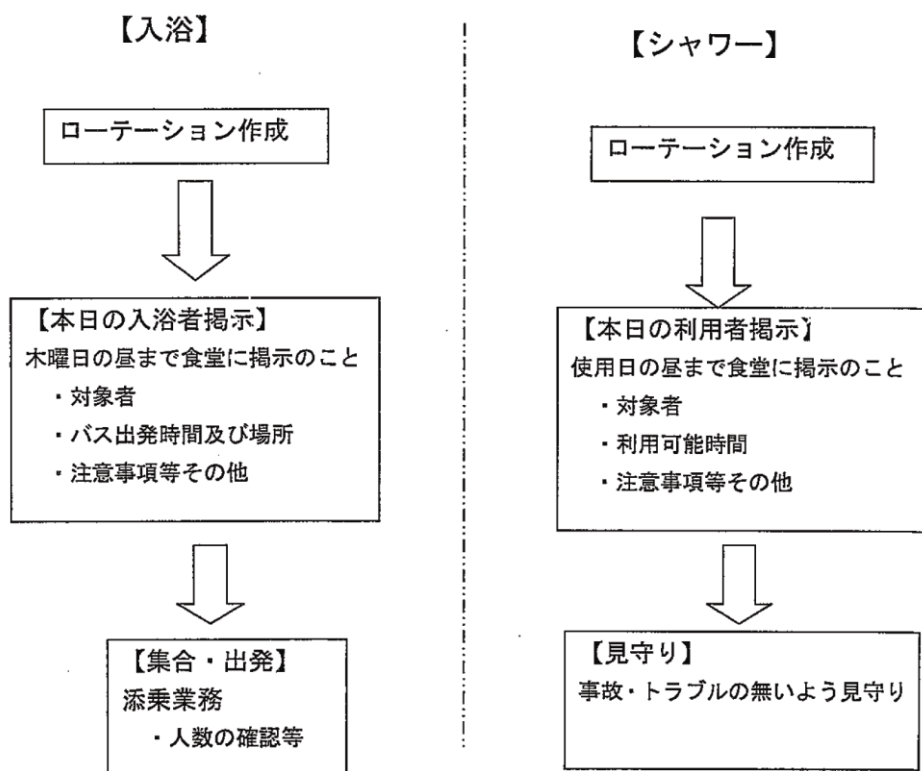 【入浴】
ローテーション作成
【本日の入浴者掲示】
木曜日の昼まで食堂に掲示のこと
・対象者
・バス出発時間及び場所
・注意事項等その他
【集合・出発】
添乗業務
・人数の確認等
【シャワー】
ローテーション作成
【本日の利用者掲示】
使用日の昼まで食堂に掲示のこと
・対象者
・利用可能時間
・注意事項等その他
【見守り】
事故・トラブルの無いよう見守り